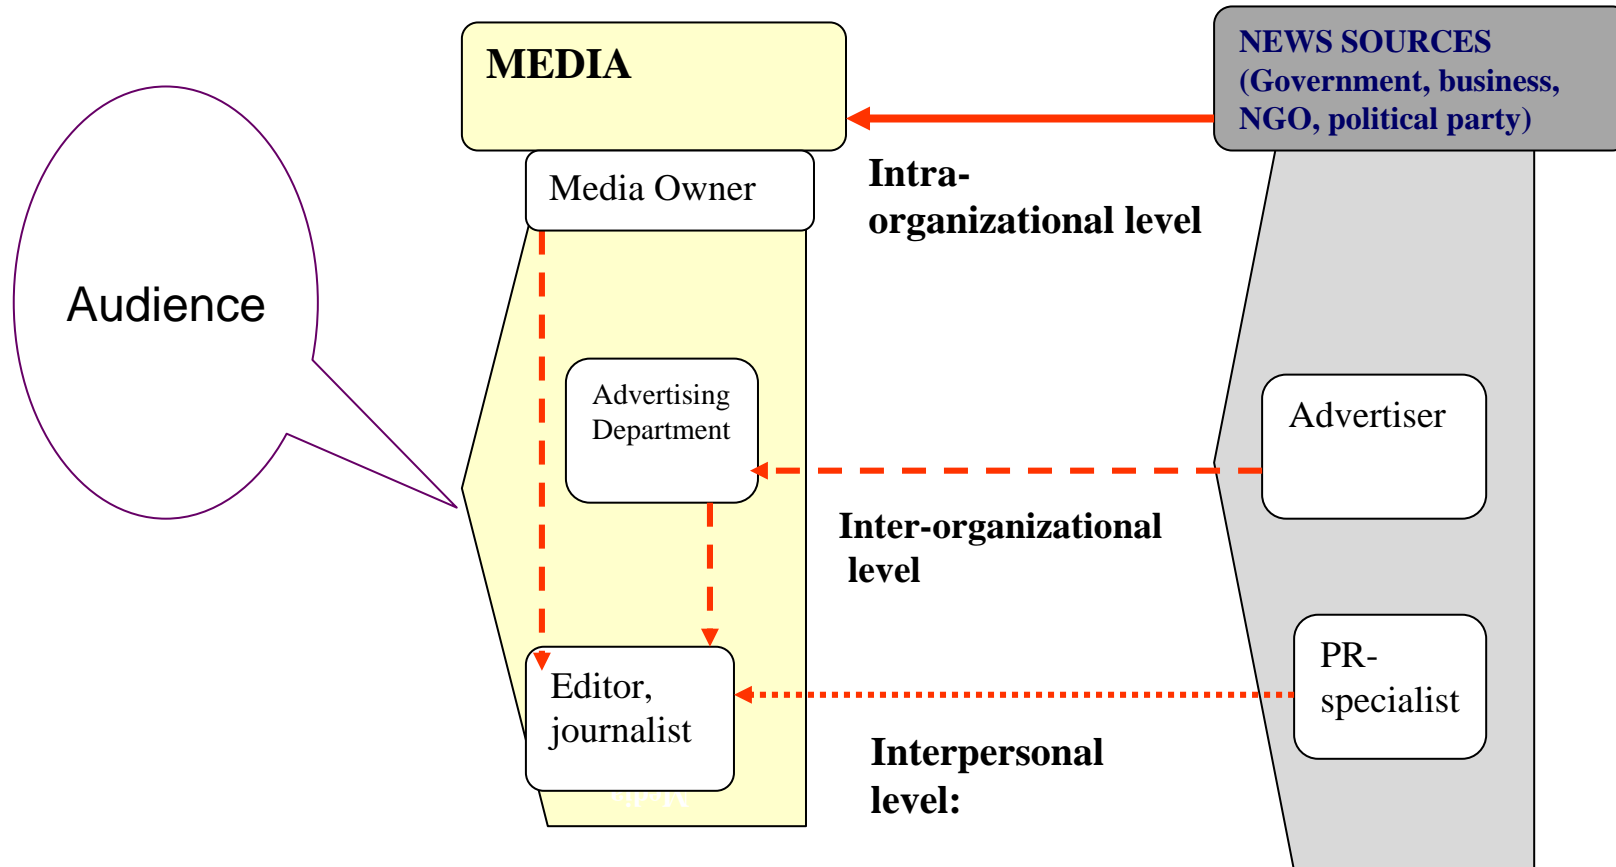 MEDIA
NEWS SOURCES
(Government, business,
NGO, political party)
Media Owner
Intra-
organizational level
Audience
Advertising
Department
Advertiser
Inter-organizational
level
Editor,
journalist
PR-
specialist
Interpersonal
level:
Media